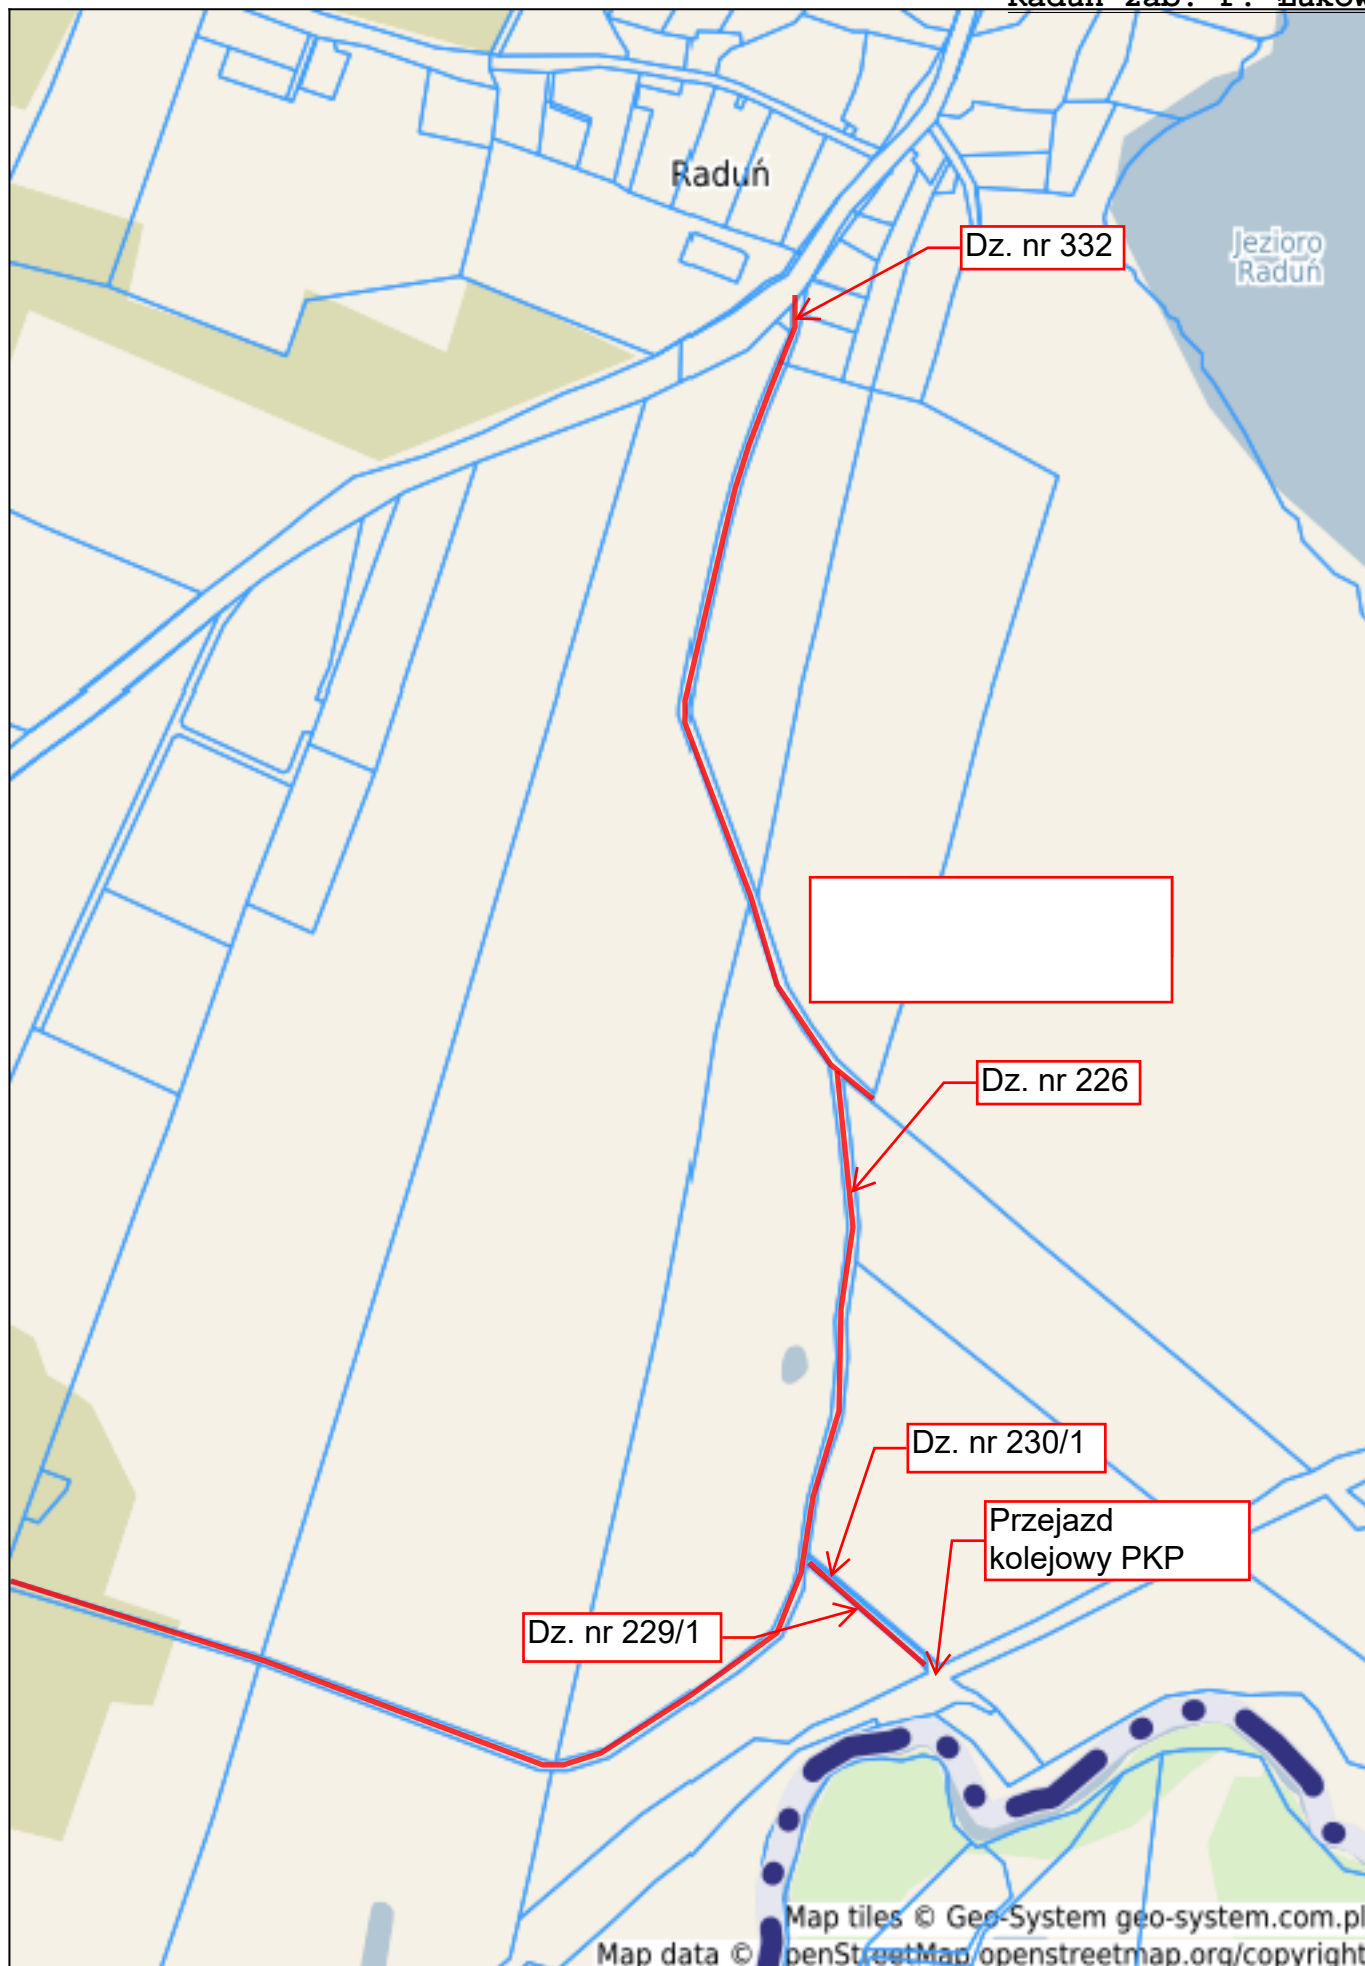 Raduń
Dz. nr 332
Jezioro
Raduń
Dz. nr 226
Dz. nr 230/1
Przejazd
kolejowy PKP
Dz. nr 229/1
Map tiles © Geo-System geo-system.com.pl
Map data © OpenStreetMap openstreetmap.org/copyright